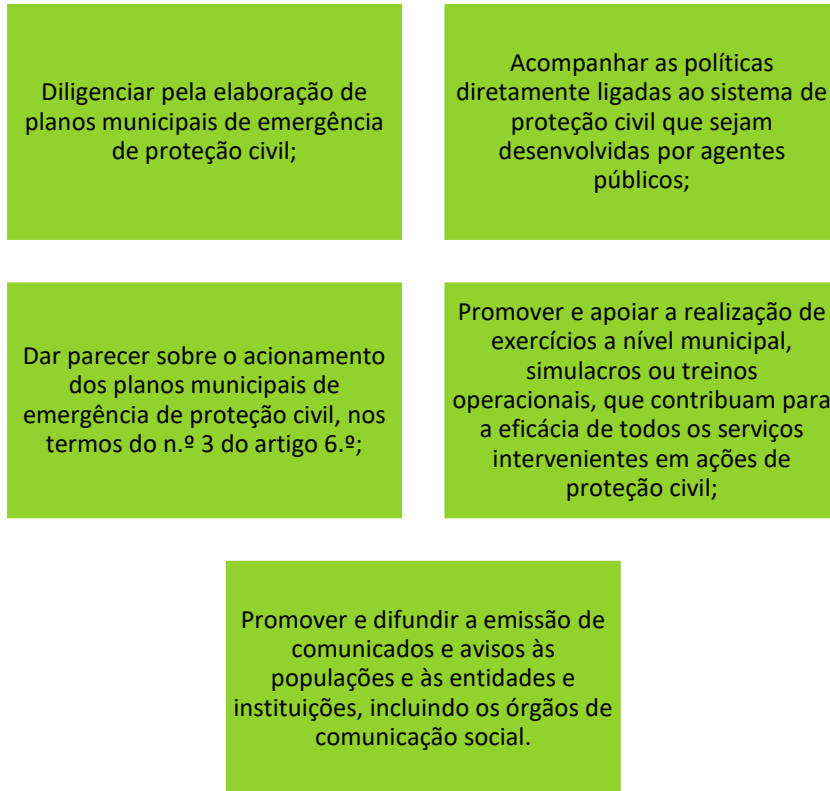 Diligenciar pela elaboração de
planos municipais de emergência
de proteção civil;
Acompanhar as políticas
diretamente ligadas ao sistema de
proteção civil que sejam
desenvolvidas por agentes
públicos;
Dar parecer sobre o acionamento
dos planos municipais de
emergência de proteção civil, nos
termos do n.º 3 do artigo 6.º;
Promover e apoiar a realização de
exercícios a nível municipal,
simulacros ou treinos
operacionais, que contribuam para
a eficácia de todos os serviços
intervenientes em ações de
proteção civil;
Promover e difundir a emissão de
comunicados e avisos às
populações e às entidades e
instituições, incluindo os órgãos de
comunicação social.